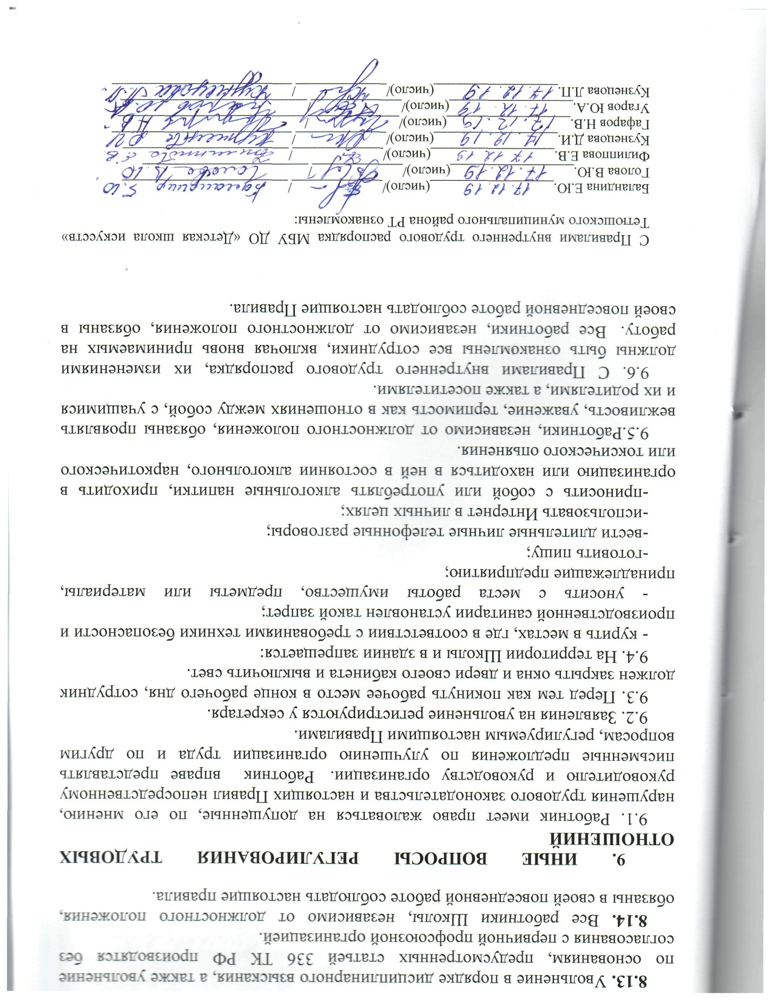 8.13. Увольнение в порядке дисциплинарного взыскания, а также увольнение
по основаниям, предусмотренных статьей 336 ТК РФ производятся без
согласования с первичной профсоюзной организацией.
8.14. Все работники Школы, независимо от должностного положения,
обязаны в своей повседневной работе соблюдать настоящие правила.
9. ИНЫЕ ВОПРОСЫ РЕГУЛИРОВАНИЯ ТРУДОВЫХ
ОТНОШЕНИЙ
9.1. Работник имеет право жаловаться на допущенные, по его мнению,
нарушения трудового законодательства и настоящих Правил непосредственному
руководителю и руководству организации. Работник вправе представлять
письменные предложения по улучшению организации труда и по другим
вопросам, регулируемым настоящими Правилами.
9.2. Заявления на увольнение регистрируются у секретаря.
9.3. Перед тем как покинуть рабочее место в конце рабочего дня, сотрудник
должен закрыть окна и двери своего кабинета и выключить свет.
9.4. На территории Школы и в здании запрещается:
- курить в местах, где в соответствии с требованиями техники безопасности и
производственной санитарии установлен такой запрет;
- уносить с места работы имущество, предметы или материалы,
принадлежащие предприятию;
-готовить пищу;
-вести длительные личные телефонные разговоры;
-использовать Интернет в личных целях;
-приносить с собой или употреблять алкогольные напитки, приходить в
организацию или находиться в ней в состоянии алкогольного, наркотического
или токсического опьянения.
9.5.Работники, независимо от должностного положения, обязаны проявлять
вежливость, уважение, терпимость как в отношениях между собой, с учащимися
и их родителями, а также посетителями.
9.6. С Правилами внутреннего трудового распорядка, их изменениями
должны быть ознакомлены все сотрудники, включая вновь принимаемых на
работу. Все работники, независимо от должностного положения, обязаны в
своей повседневной работе соблюдать настоящие Правила.
С Правилами внутреннего трудового распорядка МБУ ДО «Детская школа искусств»
Тетюшского муниципального района РТ ознакомлены:
Баландина Е.Ю. 17.12.19 (число)/ / Е.Ю
Голова В.Ю. 17.12.19 (число)/ / Голова В.Ю
Филиппова Е.В. 17 12 19 (число)/ / Филиппова Е.В.
Кузнецова Д.И. 17.12.19 (число)/ / Кузнецова Д И
Гафаров Н.В. 17.12.19 (число)/ / Н.В
Угаров Ю.А. 17.12.19 (число)/ / Угаров Ю.А
Кузнецова Л.П. 17.12.19 (число)/ / Кузнецова Л.П.